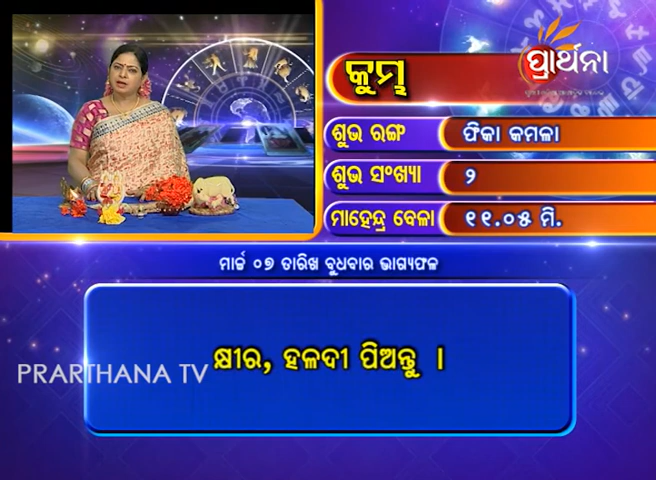 ପ୍ରାର୍ଥନା
କୁମ୍ଭ
ଶୁଭ ରଙ୍ଗ ଫିକା କମଳା
ଶୁଭ ସଂଖ୍ୟା ୨
ମାହେନ୍ଦ୍ର ବେଳା ୧୧.୦୫ ମି.
ମାର୍ଚ୍ଚ ୦୭ ତାରିଖ ବୁଧବାର ଭାଗ୍ୟଫଳ
କ୍ଷୀର, ହଳଦୀ ପିଅନ୍ତୁ ।
PRARTHANA TV